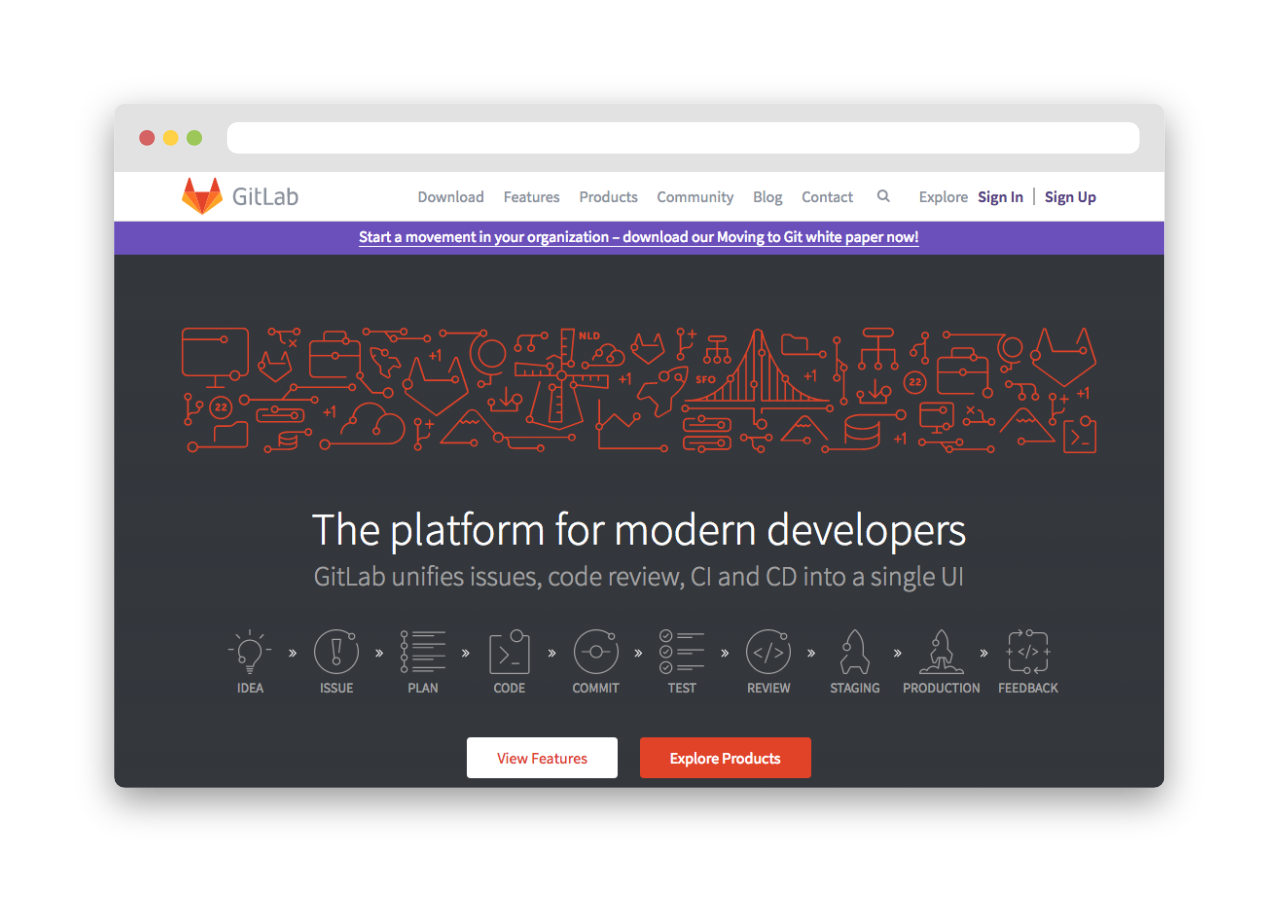 GitLab Download Features Products Community Blog Contact Explore Sign In | Sign Up
Start a movement in your organization – download our Moving to Git white paper now!
NLD
+1
+1
SFO
+1
22
22
+1
+1
+1
The platform for modern developers
GitLab unifies issues, code review, CI and CD into a single UI
IDEA » ISSUE » PLAN » CODE » COMMIT » TEST » REVIEW » STAGING » PRODUCTION » FEEDBACK
View Features Explore Products